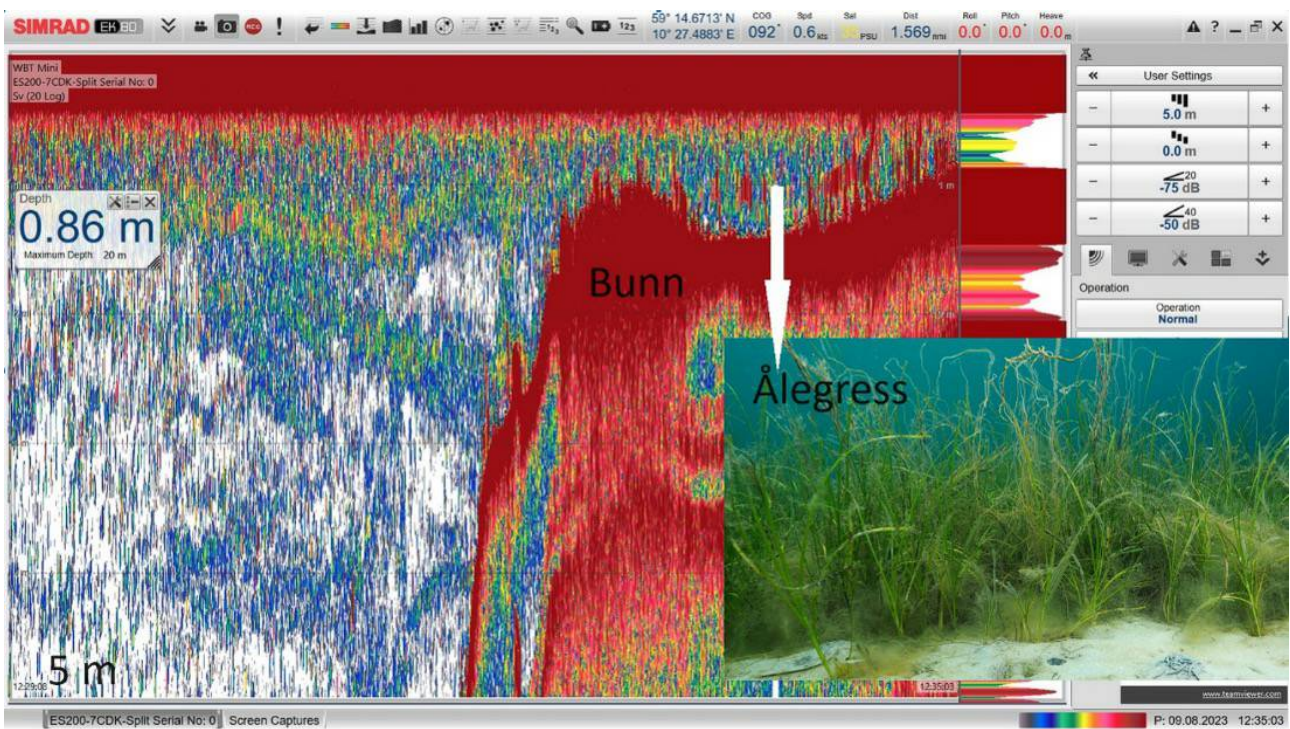 SIMRAD EK80
59° 14.6713' N
10° 27.4883' E
COG
092°
Spd
0.6 kts
Sal
PSU
Dist
1.569 nmi
Roll
0.0°
Pitch
0.0°
Heave
0.0 m
WBT Mini
ES200-7CDK-Split Serial No: 0
Sv (20 Log)
Depth
0.86 m
Maximum Depth: 20 m
1 m
Bunn
Ålegress
5 m
12:29:08
12:35:03
User Settings
5.0 m
0.0 m
20
-75 dB
40
-50 dB
Operation
Operation
Normal
www.teamviewer.com
ES200-7CDK-Split Serial No: 0
Screen Captures
P: 09.08.2023 12:35:03